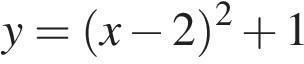 y = (x − 2)² + 1